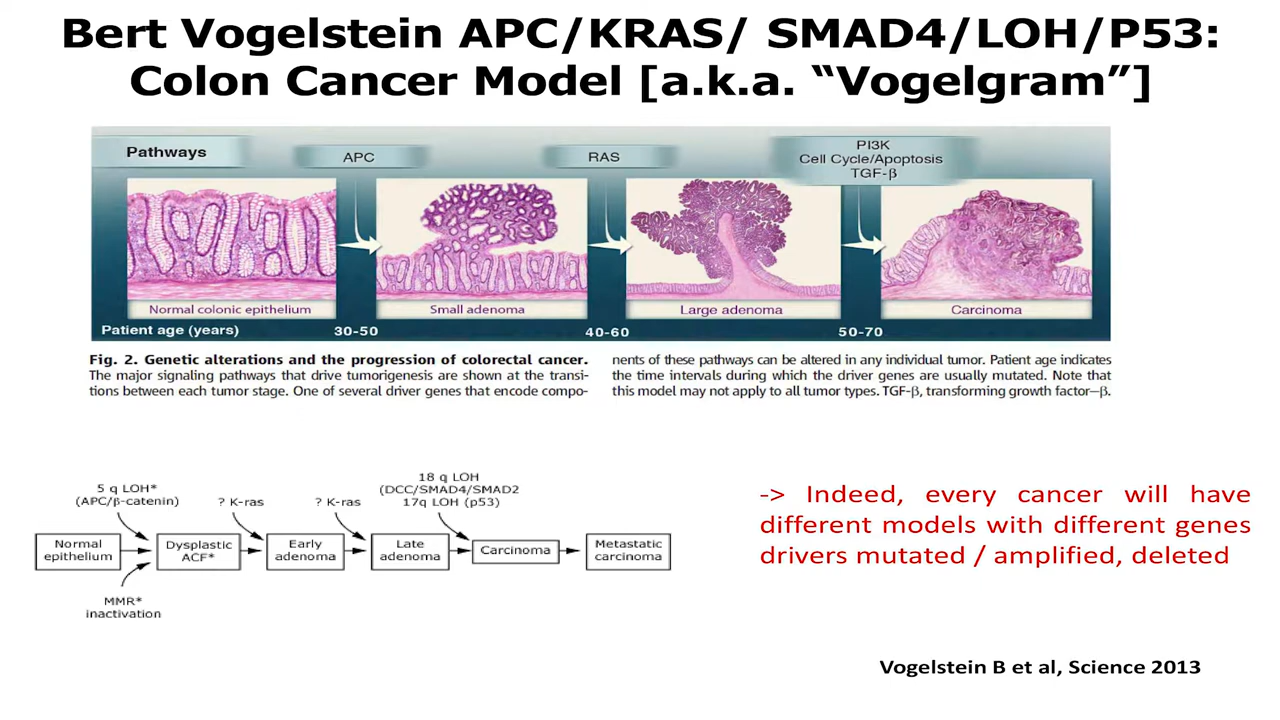 Bert Vogelstein APC/KRAS/ SMAD4/LOH/P53:
Colon Cancer Model [a.k.a. “Vogelgram”]
Pathways
APC
RAS
PI3K
Cell Cycle/Apoptosis
TGF-β
Normal colonic epithelium
Small adenoma
Large adenoma
Carcinoma
Patient age (years)
30-50
40-60
50-70
Fig. 2. Genetic alterations and the progression of colorectal cancer.
The major signaling pathways that drive tumorigenesis are shown at the transi-
tions between each tumor stage. One of several driver genes that encode compo-
nents of these pathways can be altered in any individual tumor. Patient age indicates
the time intervals during which the driver genes are usually mutated. Note that
this model may not apply to all tumor types. TGF-β, transforming growth factor–β.
5 q LOH*
(APC/β-catenin)
? K-ras
? K-ras
18 q LOH
(DCC/SMAD4/SMAD2
17q LOH (p53)
Normal
epithelium
Dysplastic
ACF*
Early
adenoma
Late
adenoma
Carcinoma
Metastatic
carcinoma
MMR*
inactivation
-> Indeed, every cancer will have
different models with different genes
drivers mutated / amplified, deleted
Vogelstein B et al, Science 2013